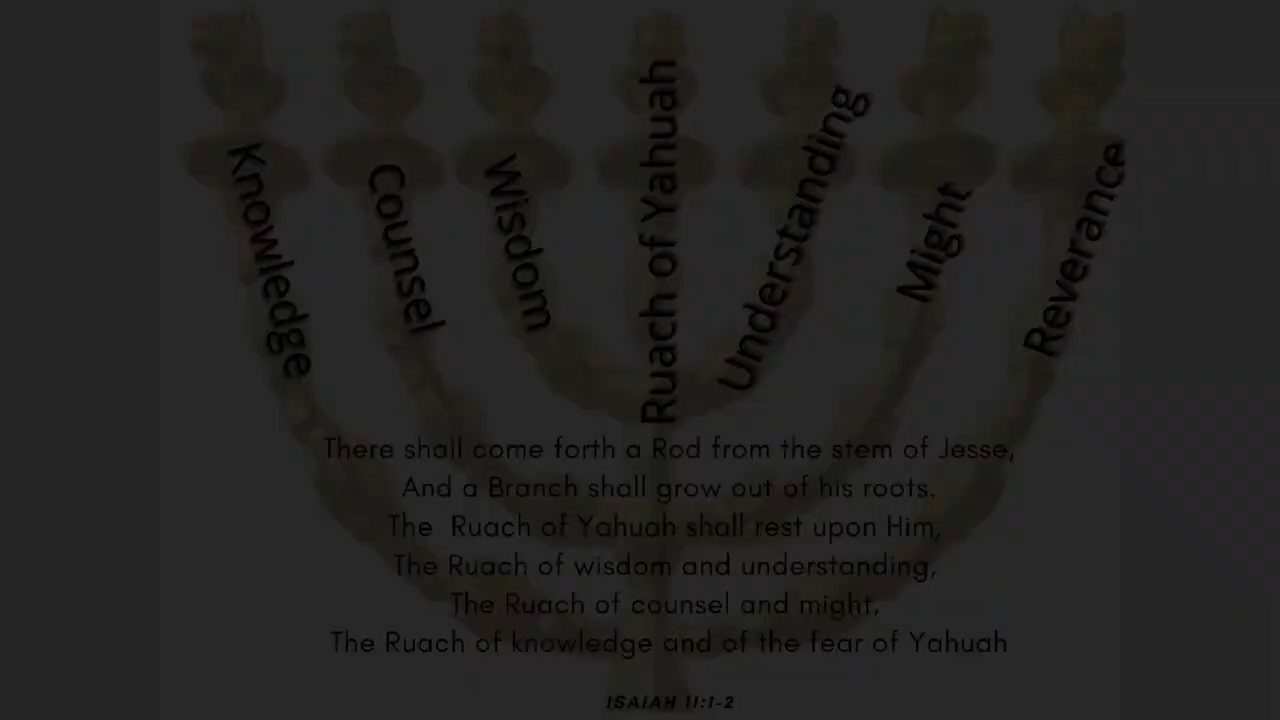 Knowledge
Counsel
Wisdom
Ruach of Yahuah
Understanding
Might
Reverance
There shall come forth a Rod from the stem of Jesse,
And a Branch shall grow out of his roots.
The Ruach of Yahuah shall rest upon Him,
The Ruach of wisdom and understanding,
The Ruach of counsel and might,
The Ruach of knowledge and of the fear of Yahuah
ISAIAH 11:1-2